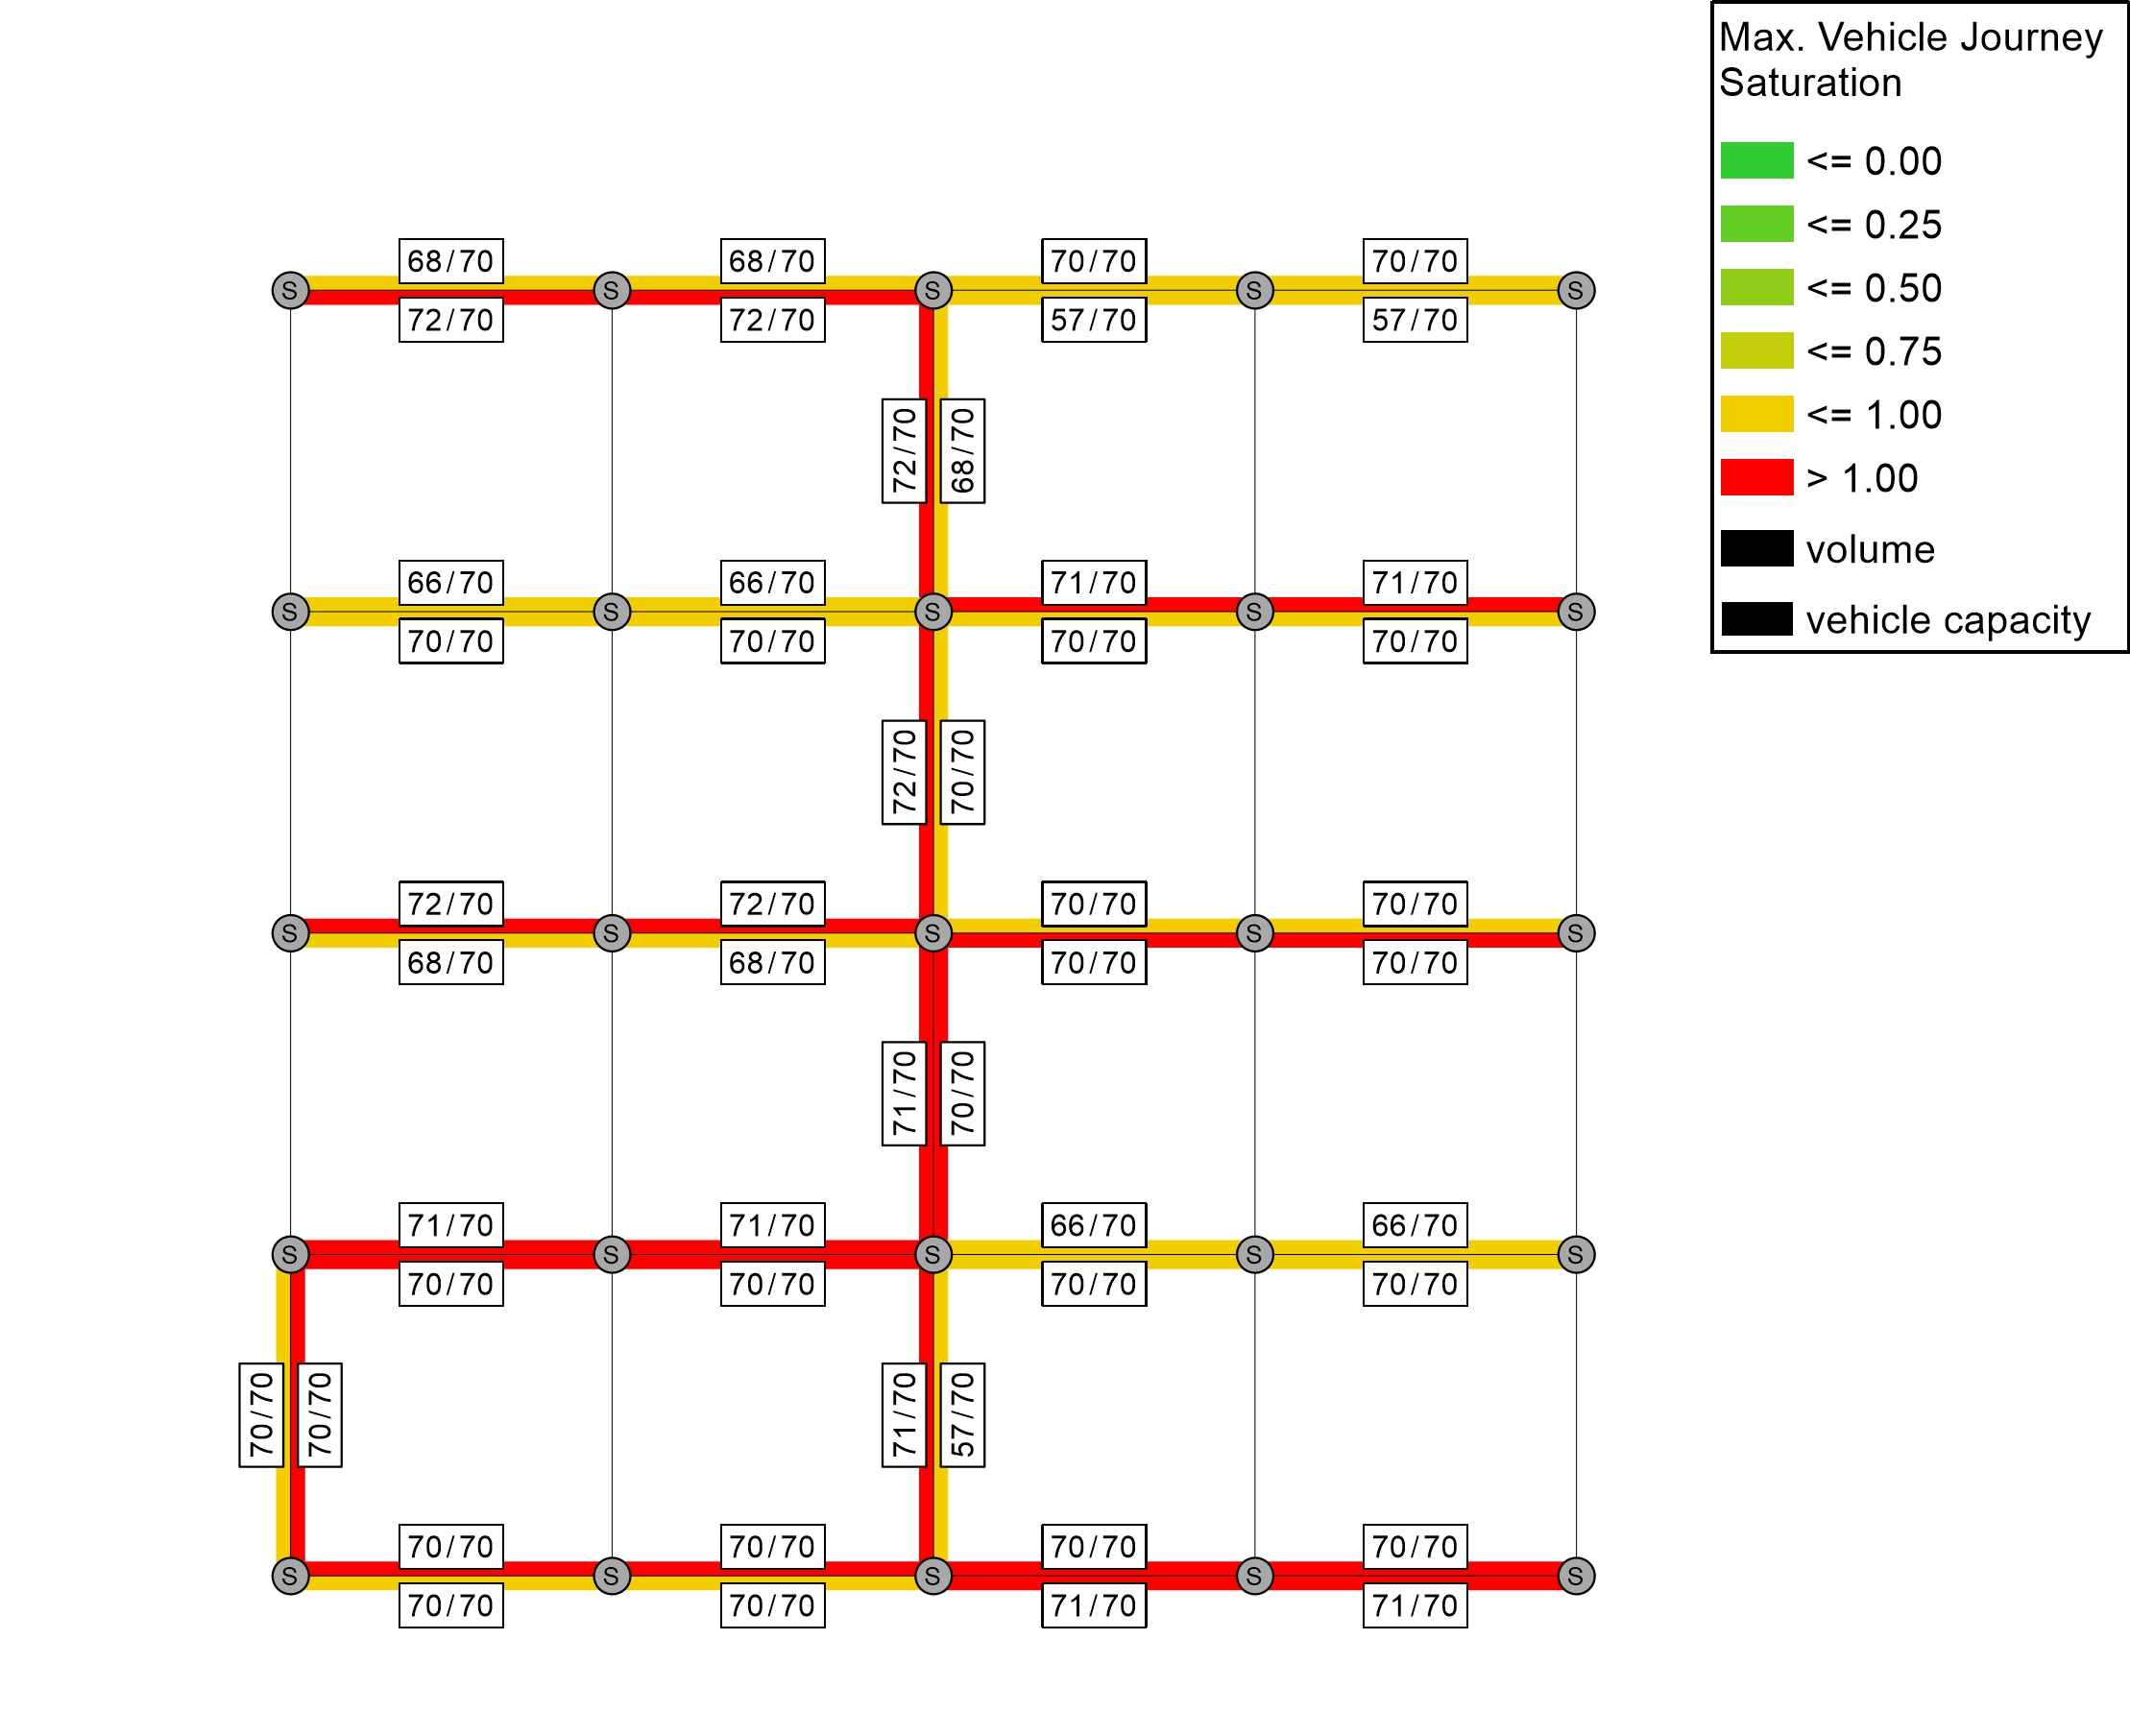 Max. Vehicle Journey
Saturation
<= 0.00
<= 0.25
<= 0.50
<= 0.75
<= 1.00
> 1.00
volume
vehicle capacity
68/70 68/70 70/70 70/70
S S S S S
72/70 72/70 57/70 57/70
72/70 68/70
66/70 66/70 71/70 71/70
S S S S S
70/70 70/70 70/70 70/70
72/70 70/70
72/70 72/70 70/70 70/70
S S S S S
68/70 68/70 70/70 70/70
71/70 70/70
71/70 71/70 66/70 66/70
S S S S S
70/70 70/70 70/70 70/70
70/70 70/70 71/70 57/70
70/70 70/70 70/70 70/70
S S S S S
70/70 70/70 71/70 71/70